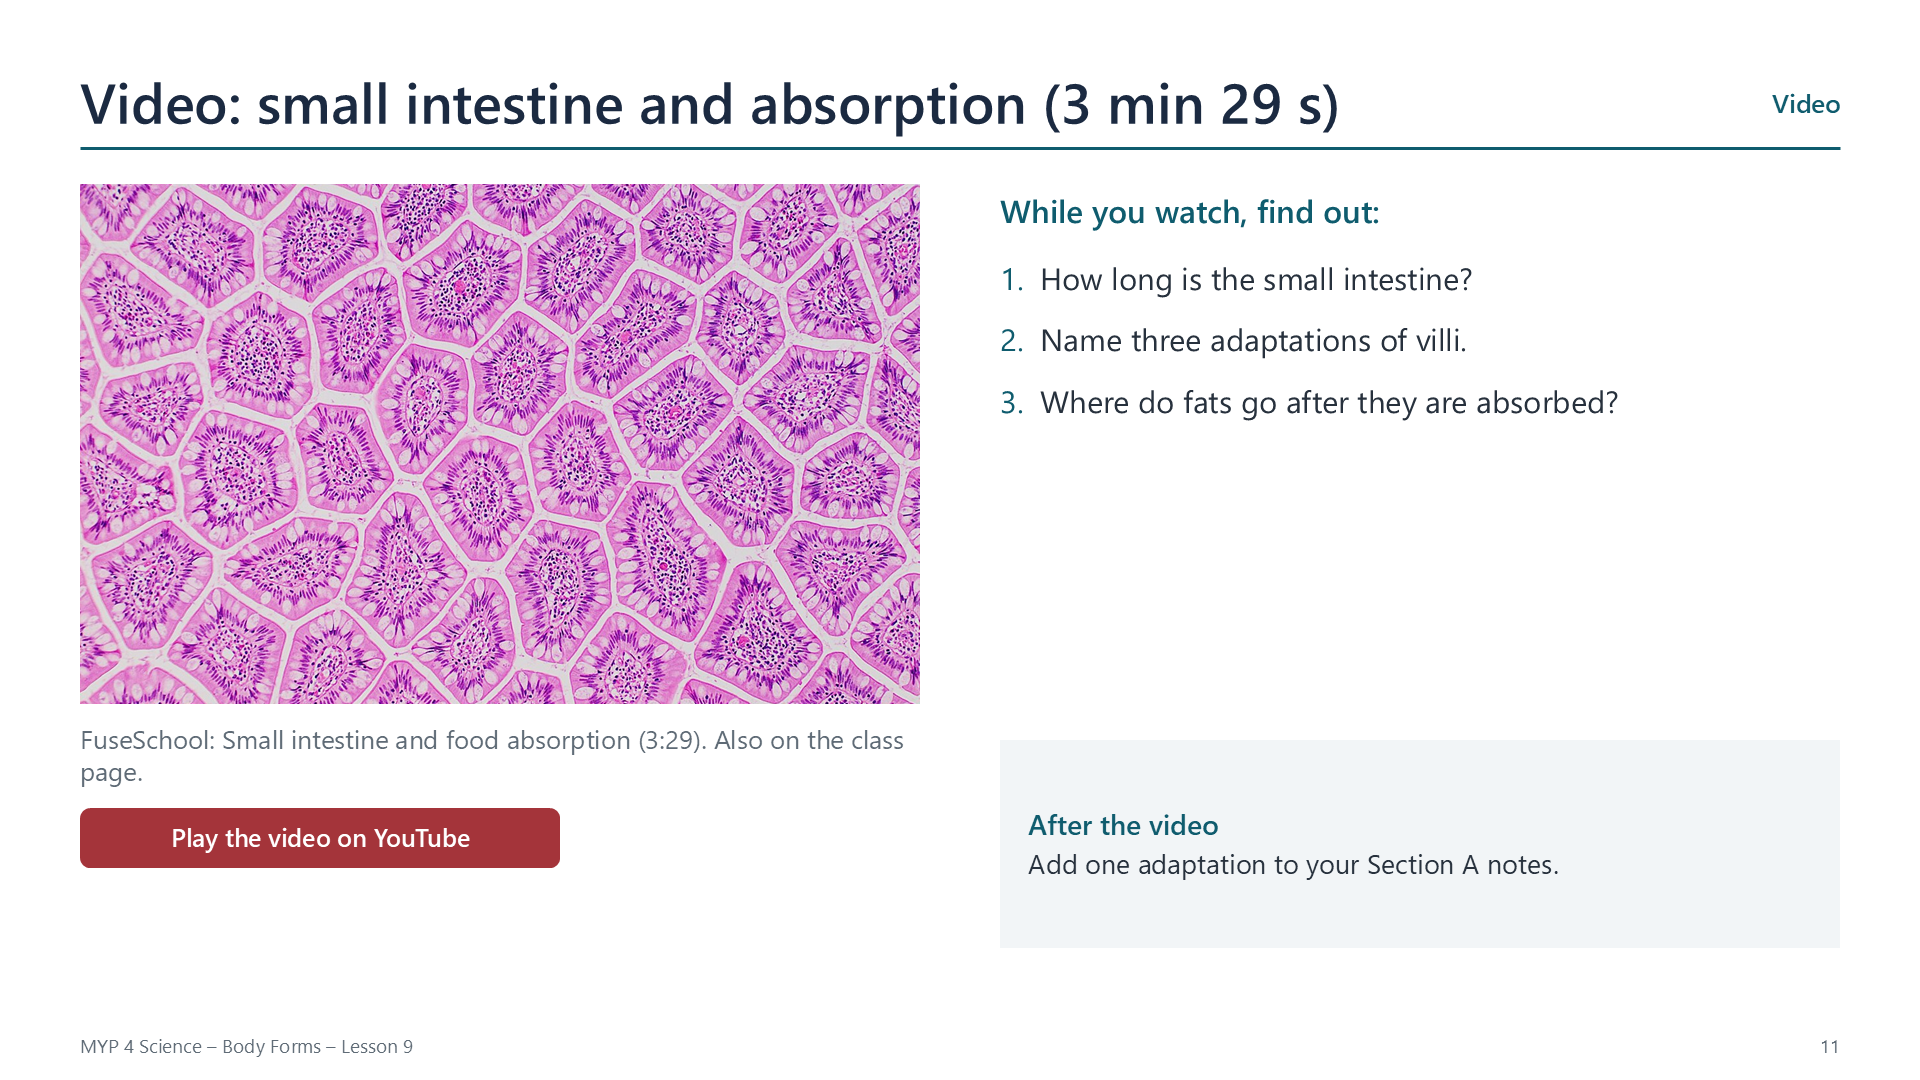 Video: small intestine and absorption (3 min 29 s)
Video
While you watch, find out:
1. How long is the small intestine?
2. Name three adaptations of villi.
3. Where do fats go after they are absorbed?
FuseSchool: Small intestine and food absorption (3:29). Also on the class
page.
Play the video on YouTube
After the video
Add one adaptation to your Section A notes.
MYP 4 Science – Body Forms – Lesson 9
11